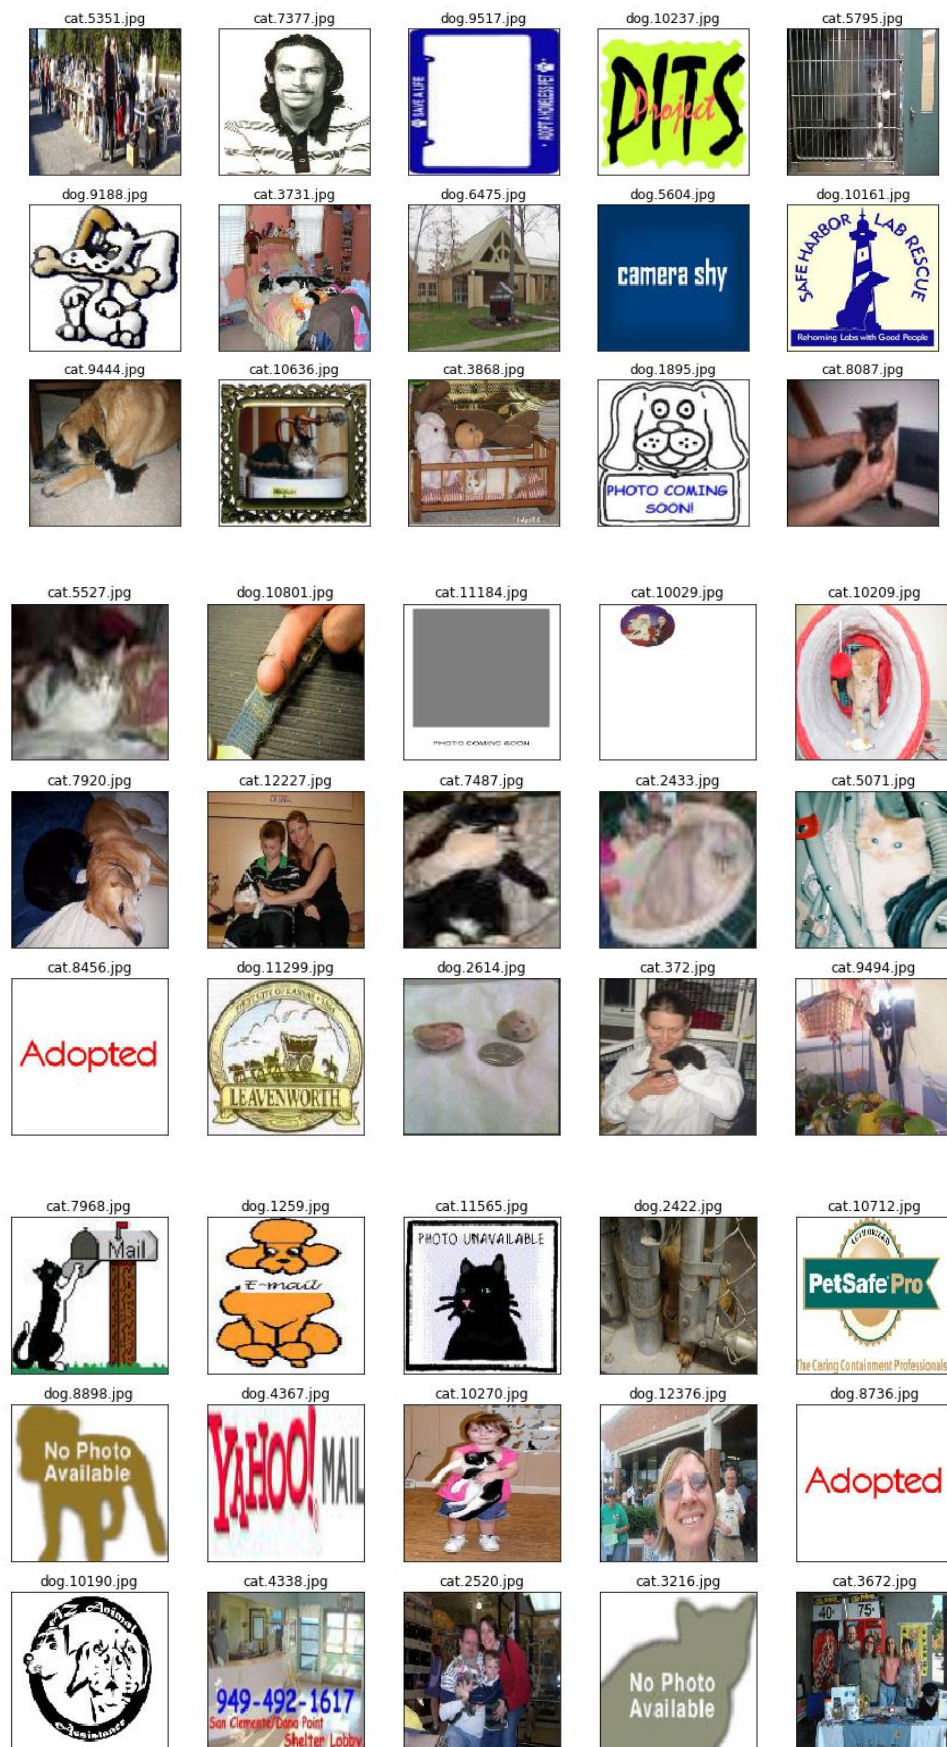 cat.5351.jpg
cat.7377.jpg
dog.9517.jpg
dog.10237.jpg
cat.5795.jpg
SAVE A LIFE
ADOPT A HOMELESS PET
PITS
Project
dog.9188.jpg
cat.3731.jpg
dog.6475.jpg
dog.5604.jpg
dog.10161.jpg
camera shy
SAFE HARBOR LAB RESCUE
Rehoming Labs with Good People
cat.9444.jpg
cat.10636.jpg
cat.3868.jpg
dog.1895.jpg
cat.8087.jpg
PHOTO COMING
SOON!
cat.5527.jpg
dog.10801.jpg
cat.11184.jpg
cat.10029.jpg
cat.10209.jpg
PHOTO COMING SOON
cat.7920.jpg
cat.12227.jpg
cat.7487.jpg
cat.2433.jpg
cat.5071.jpg
cat.8456.jpg
dog.11299.jpg
dog.2614.jpg
cat.372.jpg
cat.9494.jpg
Adopted
FIRST CITY OF KANSAS
LEAVENWORTH
cat.7968.jpg
dog.1259.jpg
cat.11565.jpg
dog.2422.jpg
cat.10712.jpg
Mail
E-mail
PHOTO UNAVAILABLE
PetSafe Pro
The Caring Containment Professionals
dog.8898.jpg
dog.4367.jpg
cat.10270.jpg
dog.12376.jpg
dog.8736.jpg
No Photo
Available
YAHOO! MAIL
Adopted
dog.10190.jpg
cat.4338.jpg
cat.2520.jpg
cat.3216.jpg
cat.3672.jpg
AZ Animal
Assistance
949-492-1617
San Clemente/Dana Point
Shelter Lobby
No Photo
Available
40¢ 75¢